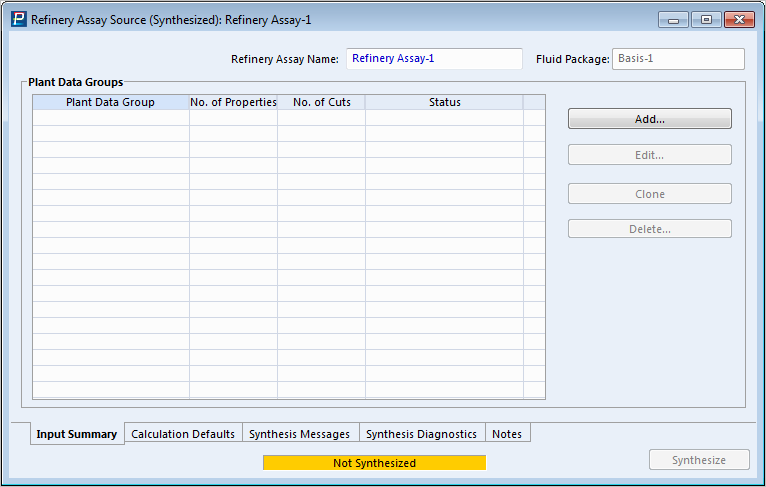 Refinery Assay Source (Synthesized): Refinery Assay-1
Refinery Assay Name: Refinery Assay-1 Fluid Package: Basis-1
Plant Data Groups
Plant Data Group No. of Properties No. of Cuts Status
Add...
Edit...
Clone
Delete...
Input Summary Calculation Defaults Synthesis Messages Synthesis Diagnostics Notes
Not Synthesized Synthesize